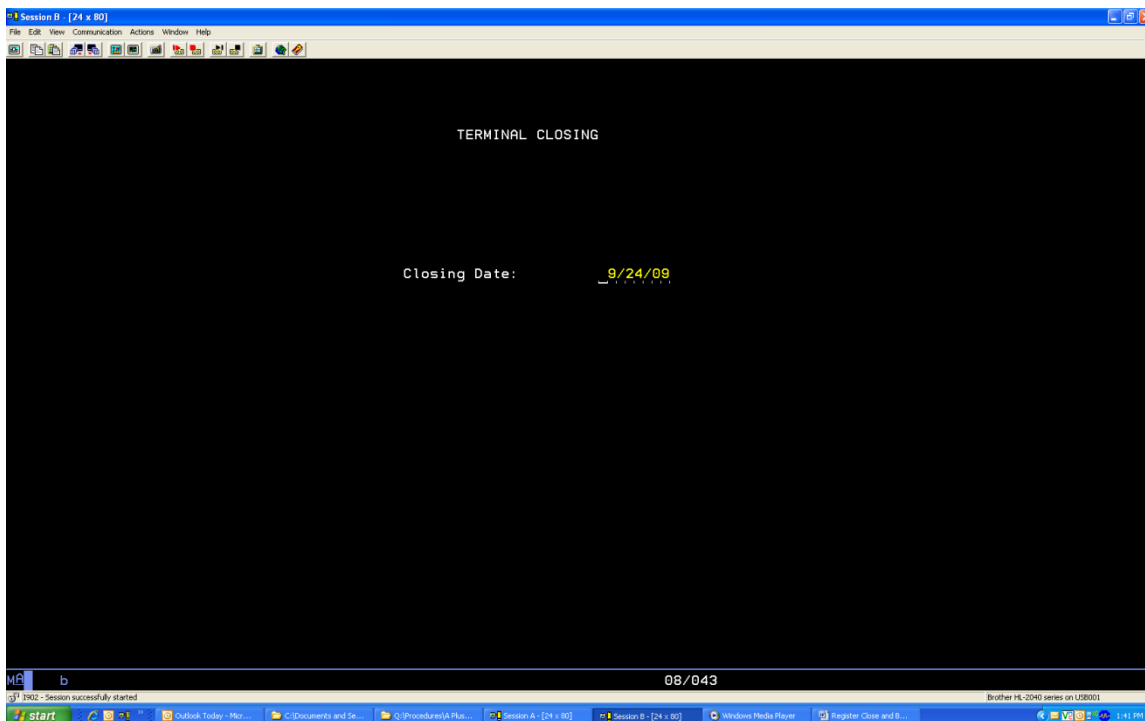 Session B - [24 x 80]
File Edit View Communication Actions Window Help
TERMINAL CLOSING
Closing Date: 9/24/09
MA b 08/043
I902 - Session successfully started Brother HL-2040 series on USB001
start Outlook Today - Micr... C:\Documents and Se... Q:\Procedures\A Plus... Session A - [24 x 80] Session B - [24 x 80] Windows Media Player Register Close and B... 1:41 PM